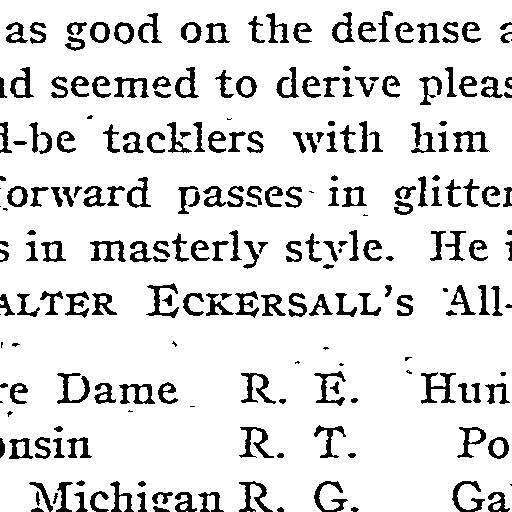 as good on the defense a
nd seemed to derive pleas
d-be tacklers with him
forward passes in glitter
s in masterly style. He i
ALTER ECKERSALL's All-
re Dame R. E. Hun
onsin R. T. Po
Michigan R. G. Ga